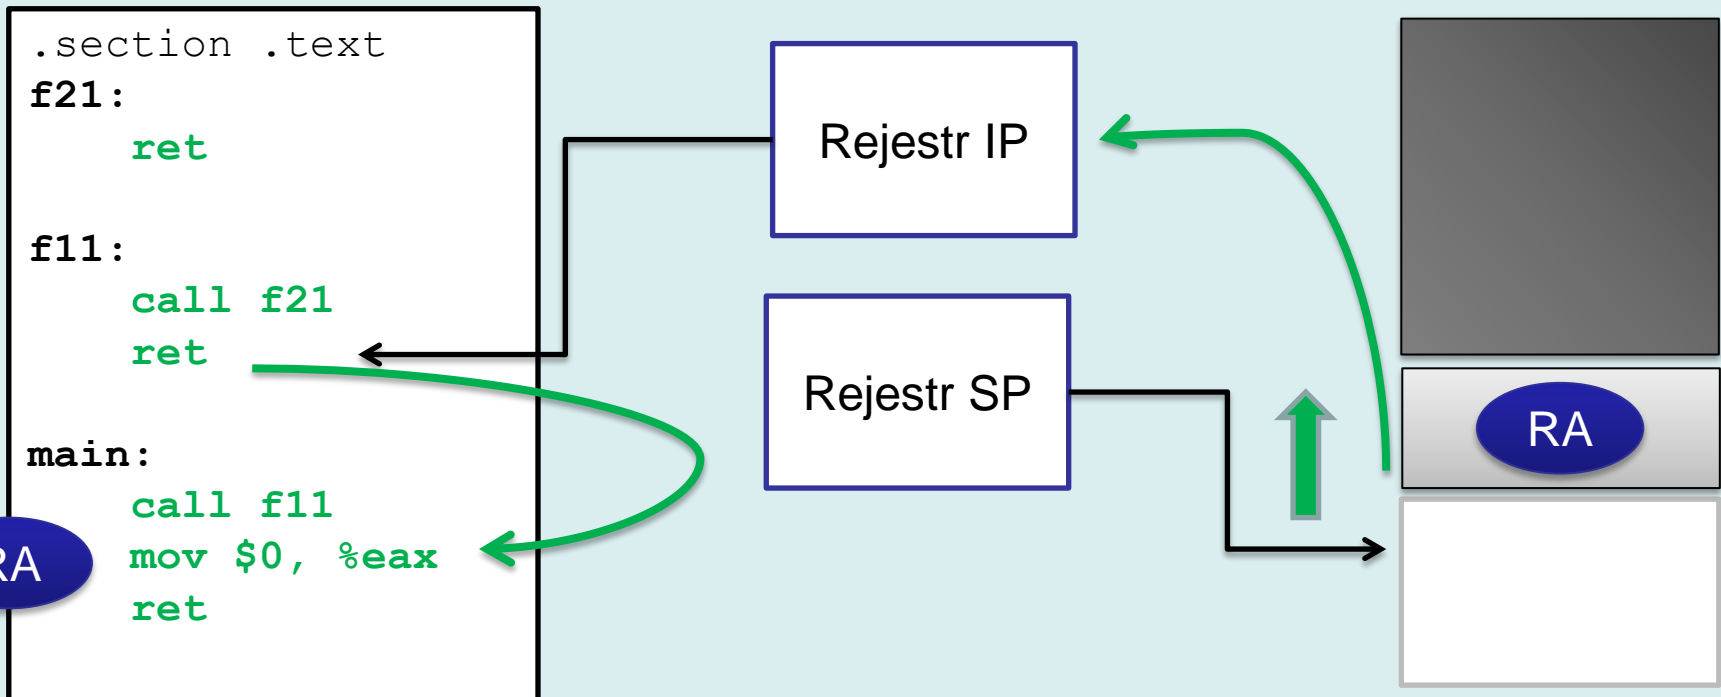 .section .text
f21:
ret
f11:
call f21
ret
main:
call f11
mov $0, %eax
ret
RA
Rejestr IP
Rejestr SP
RA